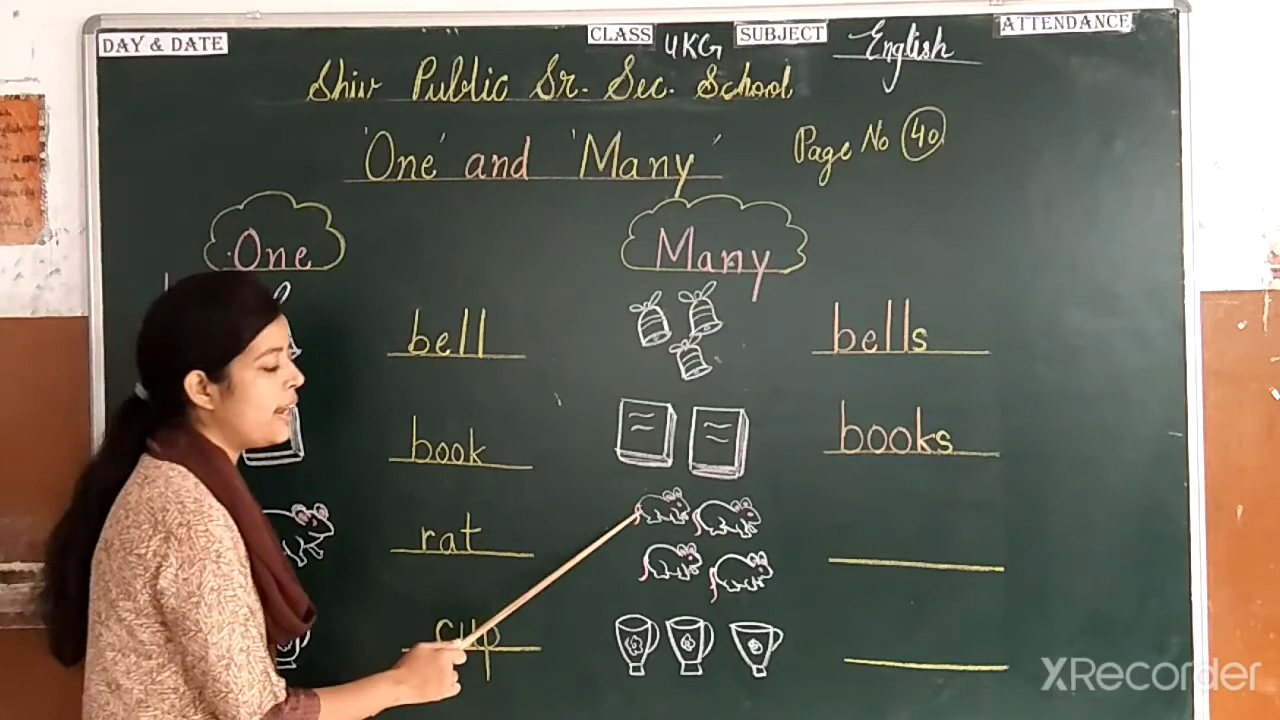 DAY & DATE CLASS UKG SUBJECT English ATTENDANCE
Shiv Public Sr. Sec. School
'One' and 'Many' Page No 40
One Many
bell bells
book books
rat
cup
XRecorder